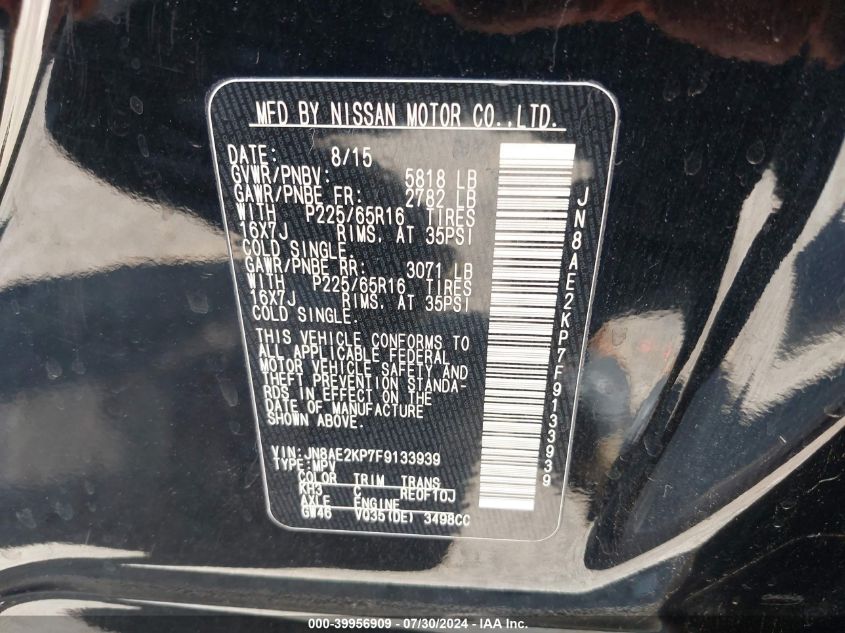 MFD BY NISSAN MOTOR CO.,LTD.
DATE: 8/15
GVWR/PNBV: 5818 LB
GAWR/PNBE FR: 2782 LB
WITH P225/65R16 TIRES
16X7J RIMS, AT 35PSI
COLD SINGLE.
GAWR/PNBE RR: 3071 LB
WITH P225/65R16 TIRES
16X7J RIMS, AT 35PSI
COLD SINGLE.
THIS VEHICLE CONFORMS TO
ALL APPLICABLE FEDERAL
MOTOR VEHICLE SAFETY AND
THEFT PREVENTION STANDA-
RDS IN EFFECT ON THE
DATE OF MANUFACTURE
SHOWN ABOVE.
VIN:JN8AE2KP7F9133939
TYPE:MPV
COLOR TRIM TRANS
KH3 C RE0F10J
AXLE ENGINE
GW46 VQ35(DE) 3498CC
JN8AE2KP7F9133939
000-39956909 / 07/30/2024 - IAA Inc.